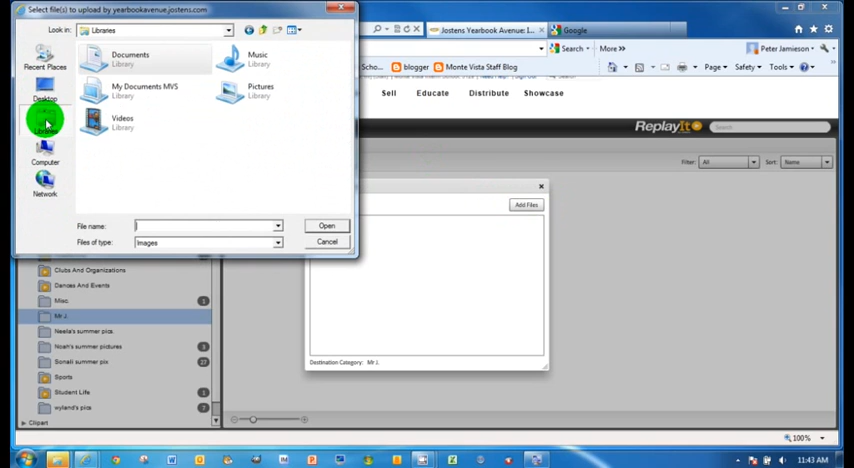 Select file(s) to upload by yearbookavenue.jostens.com
Look in: Libraries
Recent Places
Desktop
Libraries
Computer
Network
Documents
Library
Music
Library
My Documents MVS
Library
Pictures
Library
Videos
Library
File name:
Open
Files of type: Images
Cancel
Jostens Yearbook Avenue: I...
Google
Search
More >>
Peter Jamieson
blogger
Monte Vista Staff Blog
Page
Safety
Tools
Sell
Educate
Distribute
Showcase
ReplayIt
Search
Filter: All
Sort: Name
Add Files
Destination Category: Mr J.
Clubs And Organizations
Dances And Events
Misc.
1
Mr J.
Neela's summer pics.
Noah's summer pictures
Sonali summer pix
27
Sports
Student Life
wyland's pics
7
Clipart
100%
11:43 AM